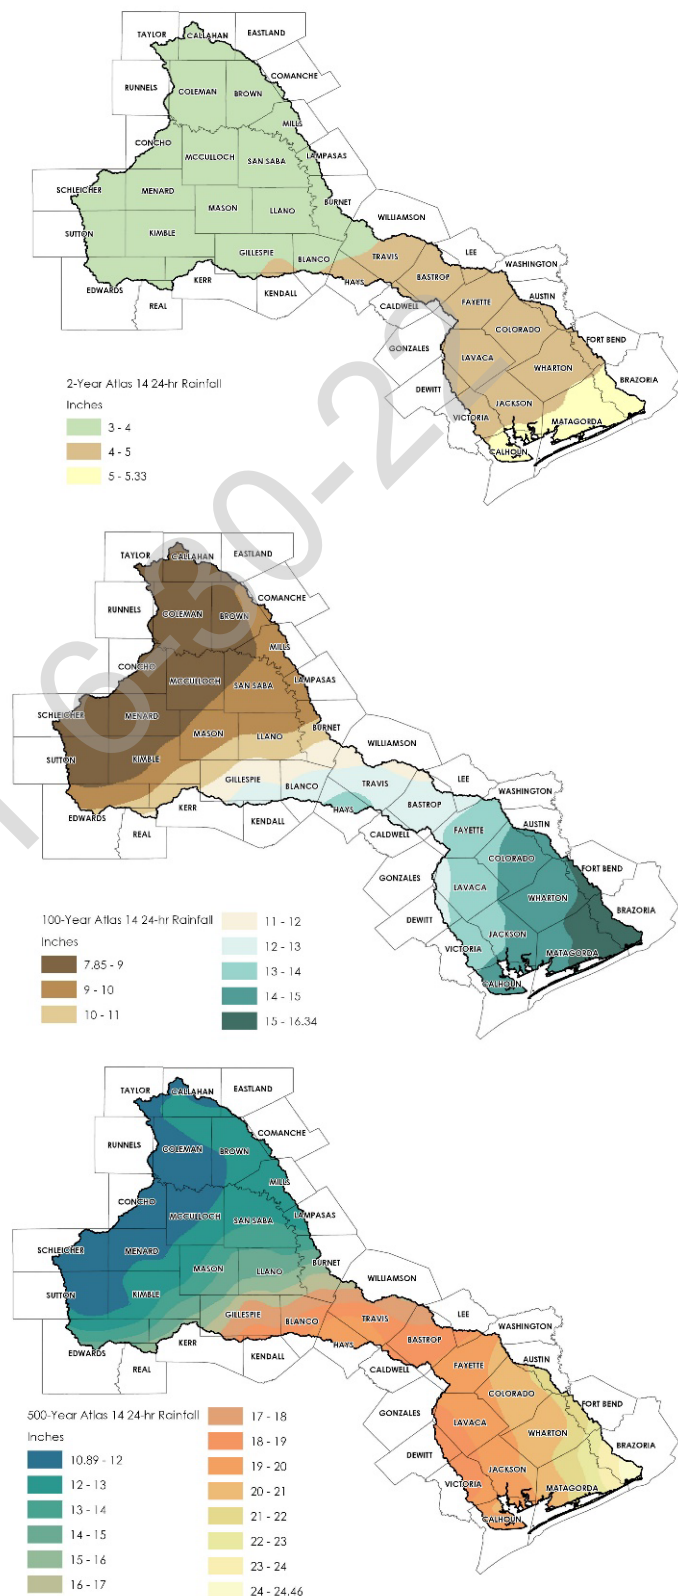 TAYLOR
CALLAHAN
EASTLAND
RUNNELS
COLEMAN
BROWN
COMANCHE
MILLS
CONCHO
MCCULLOCH
SAN SABA
LAMPASAS
SCHLEICHER
MENARD
MASON
LLANO
BURNET
WILLIAMSON
SUTTON
KIMBLE
GILLESPIE
BLANCO
TRAVIS
LEE
WASHINGTON
EDWARDS
REAL
KERR
KENDALL
HAYS
BASTROP
CALDWELL
FAYETTE
AUSTIN
GONZALES
COLORADO
FORT BEND
LAVACA
WHARTON
BRAZORIA
DEWITT
JACKSON
VICTORIA
MATAGORDA
CALHOUN
2-Year Atlas 14 24-hr Rainfall
Inches
3 - 4
4 - 5
5 - 5.33
TAYLOR
CALLAHAN
EASTLAND
RUNNELS
COLEMAN
BROWN
COMANCHE
MILLS
CONCHO
MCCULLOCH
SAN SABA
LAMPASAS
SCHLEICHER
MENARD
MASON
LLANO
BURNET
WILLIAMSON
SUTTON
KIMBLE
GILLESPIE
BLANCO
TRAVIS
LEE
WASHINGTON
EDWARDS
REAL
KERR
KENDALL
HAYS
BASTROP
CALDWELL
FAYETTE
AUSTIN
GONZALES
COLORADO
FORT BEND
LAVACA
WHARTON
BRAZORIA
DEWITT
JACKSON
VICTORIA
MATAGORDA
CALHOUN
100-Year Atlas 14 24-hr Rainfall
Inches
7.85 - 9
9 - 10
10 - 11
11 - 12
12 - 13
13 - 14
14 - 15
15 - 16.34
TAYLOR
CALLAHAN
EASTLAND
RUNNELS
COLEMAN
BROWN
COMANCHE
MILLS
CONCHO
MCCULLOCH
SAN SABA
LAMPASAS
SCHLEICHER
MENARD
MASON
LLANO
BURNET
WILLIAMSON
SUTTON
KIMBLE
GILLESPIE
BLANCO
TRAVIS
LEE
WASHINGTON
EDWARDS
REAL
KERR
KENDALL
HAYS
BASTROP
CALDWELL
FAYETTE
AUSTIN
GONZALES
COLORADO
FORT BEND
LAVACA
WHARTON
BRAZORIA
DEWITT
JACKSON
VICTORIA
MATAGORDA
CALHOUN
500-Year Atlas 14 24-hr Rainfall
Inches
10.89 - 12
12 - 13
13 - 14
14 - 15
15 - 16
16 - 17
17 - 18
18 - 19
19 - 20
20 - 21
21 - 22
22 - 23
23 - 24
24 - 24.46
6-30-22